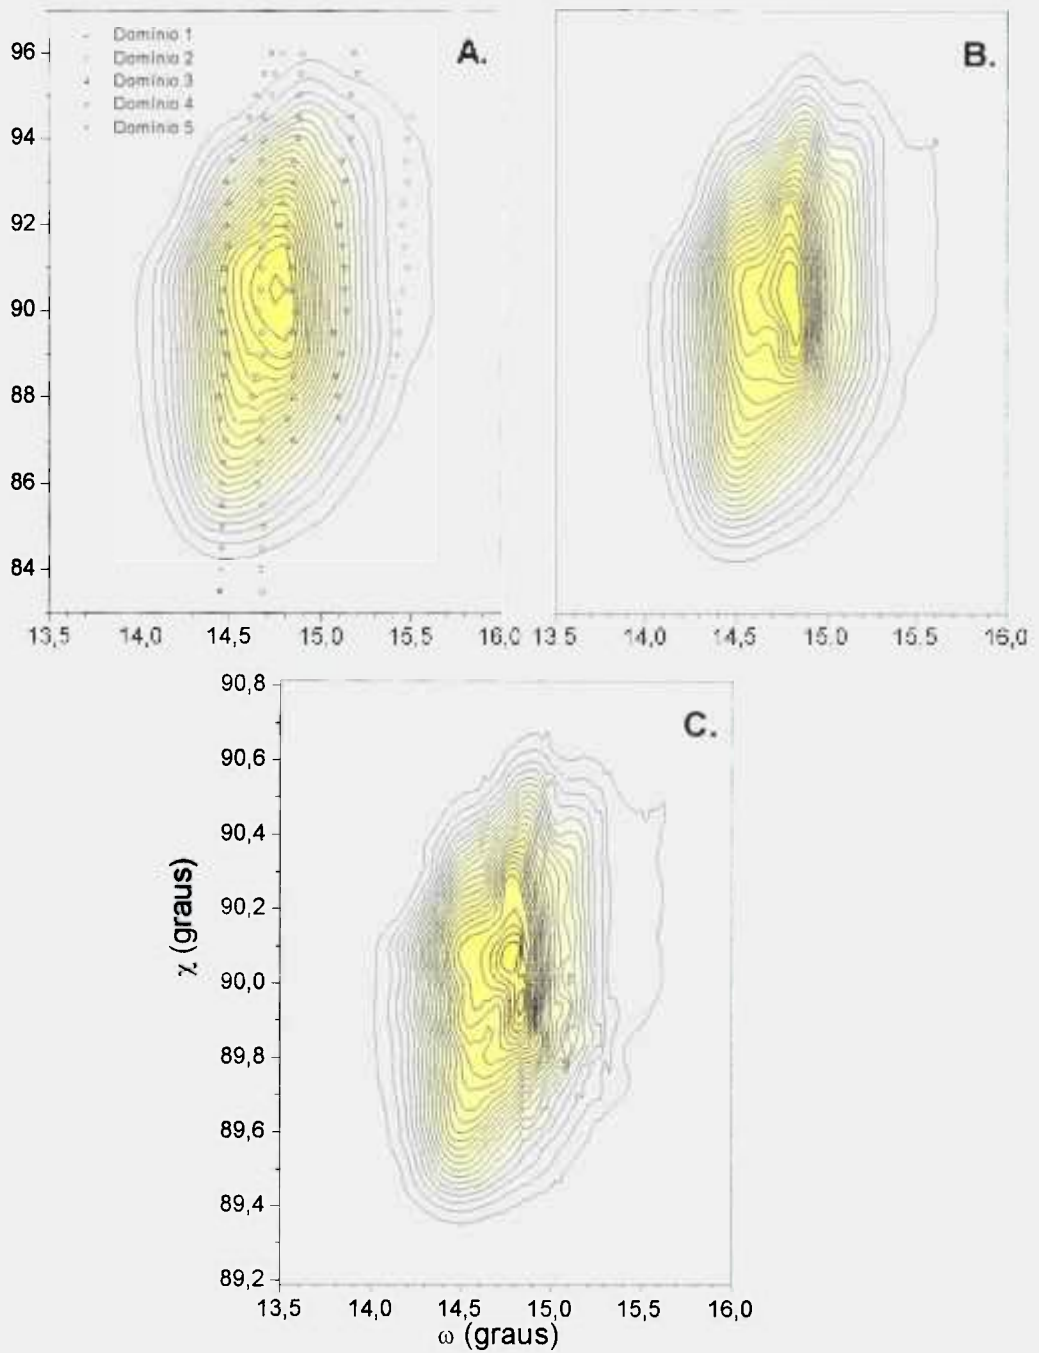 Domínio 1
Domínio 2
Domínio 3
Domínio 4
Domínio 5
A.
96
94
92
90
88
86
84
13,5 14,0 14,5 15,0 15,5 16,0
B.
13 5 14,0 14,5 15,0 15,5 16,0
C.
90,8
90,6
90,4
90,2
90,0
89,8
89,6
89,4
89,2
χ (graus)
13,5 14,0 14,5 15,0 15,5 16,0
ω (graus)